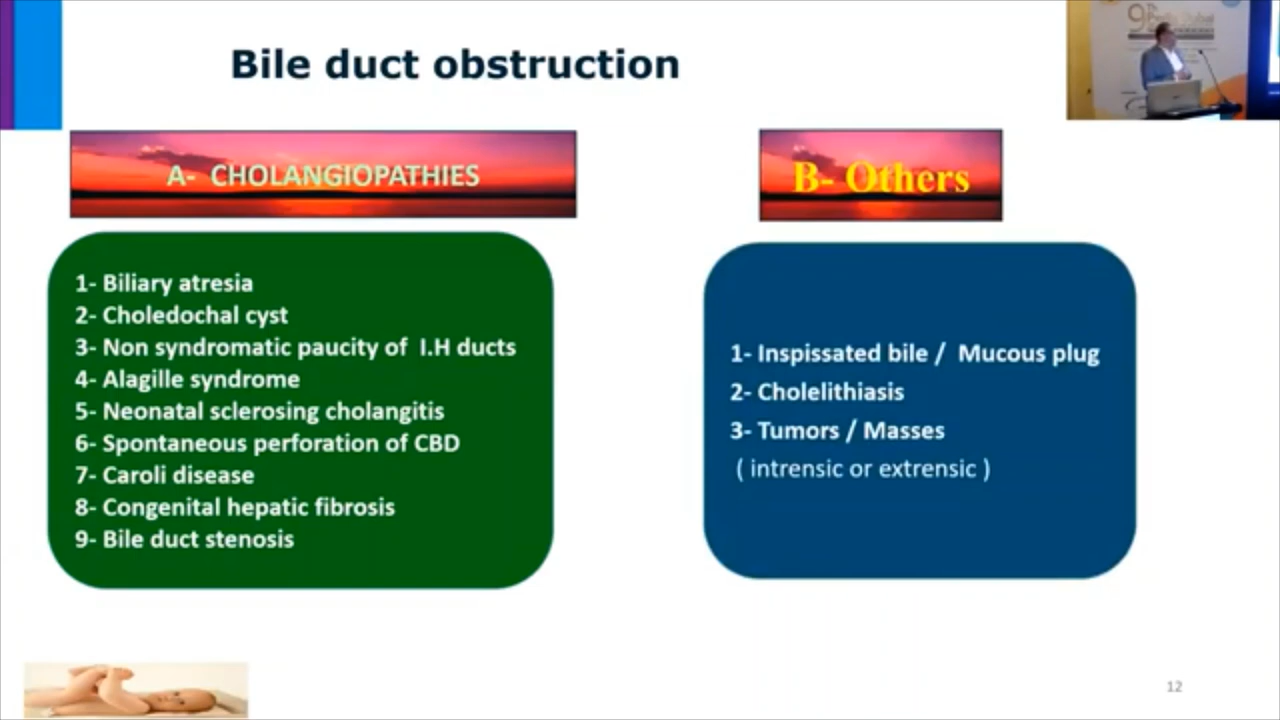 Bile duct obstruction
A- CHOLANGIOPATHIES
1- Biliary atresia
2- Choledochal cyst
3- Non syndromatic paucity of I.H ducts
4- Alagille syndrome
5- Neonatal sclerosing cholangitis
6- Spontaneous perforation of CBD
7- Caroli disease
8- Congenital hepatic fibrosis
9- Bile duct stenosis
B- Others
1- Inspissated bile / Mucous plug
2- Cholelithiasis
3- Tumors / Masses
( intrensic or extrensic )
12